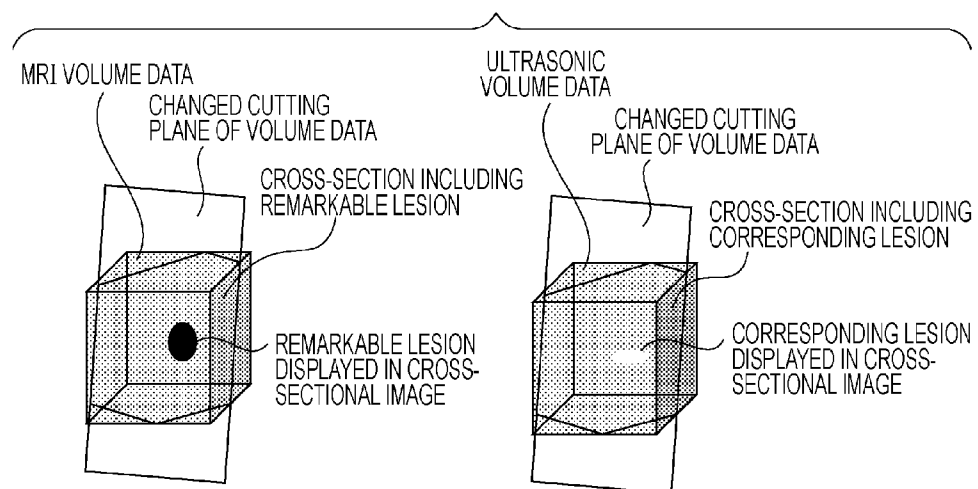 MRI VOLUME DATA
CHANGED CUTTING
PLANE OF VOLUME DATA
CROSS-SECTION INCLUDING
REMARKABLE LESION
REMARKABLE LESION
DISPLAYED IN CROSS-
SECTIONAL IMAGE
ULTRASONIC
VOLUME DATA
CHANGED CUTTING
PLANE OF VOLUME DATA
CROSS-SECTION INCLUDING
CORRESPONDING LESION
CORRESPONDING LESION
DISPLAYED IN CROSS-
SECTIONAL IMAGE